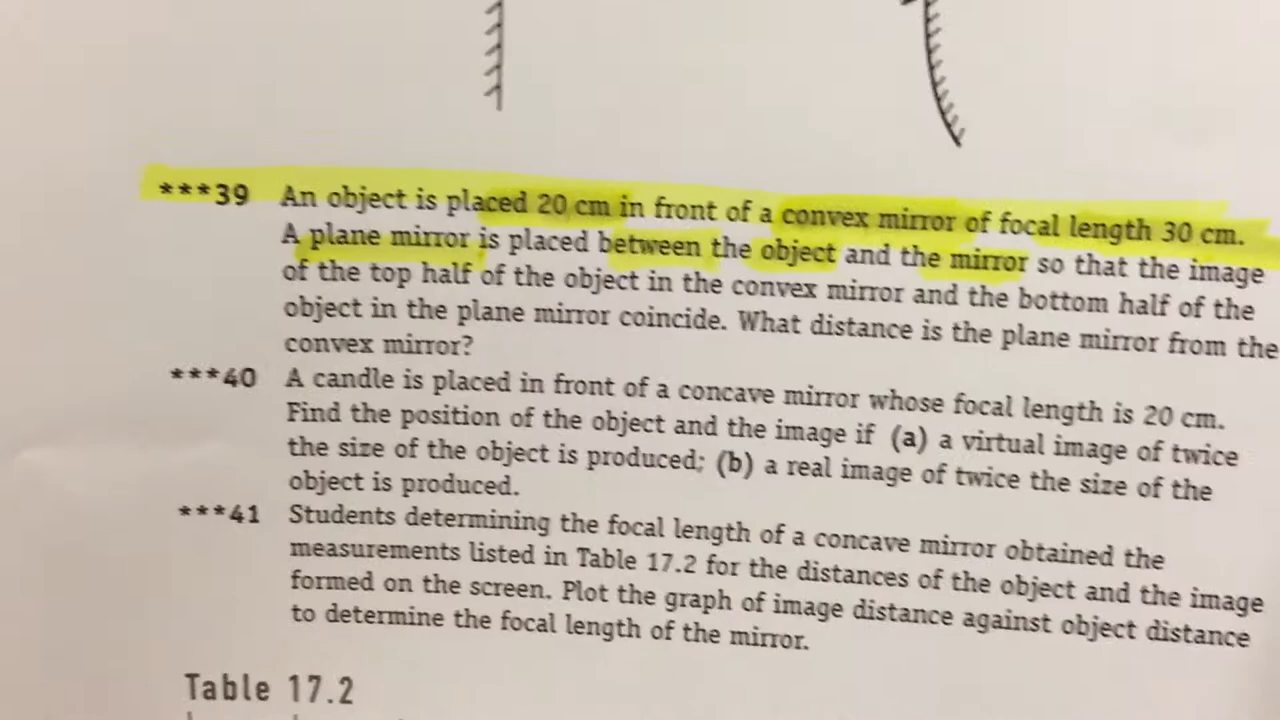 ***39 An object is placed 20 cm in front of a convex mirror of focal length 30 cm.
A plane mirror is placed between the object and the mirror so that the image
of the top half of the object in the convex mirror and the bottom half of the
object in the plane mirror coincide. What distance is the plane mirror from the
convex mirror?
***40 A candle is placed in front of a concave mirror whose focal length is 20 cm.
Find the position of the object and the image if (a) a virtual image of twice
the size of the object is produced; (b) a real image of twice the size of the
object is produced.
***41 Students determining the focal length of a concave mirror obtained the
measurements listed in Table 17.2 for the distances of the object and the image
formed on the screen. Plot the graph of image distance against object distance
to determine the focal length of the mirror.
Table 17.2